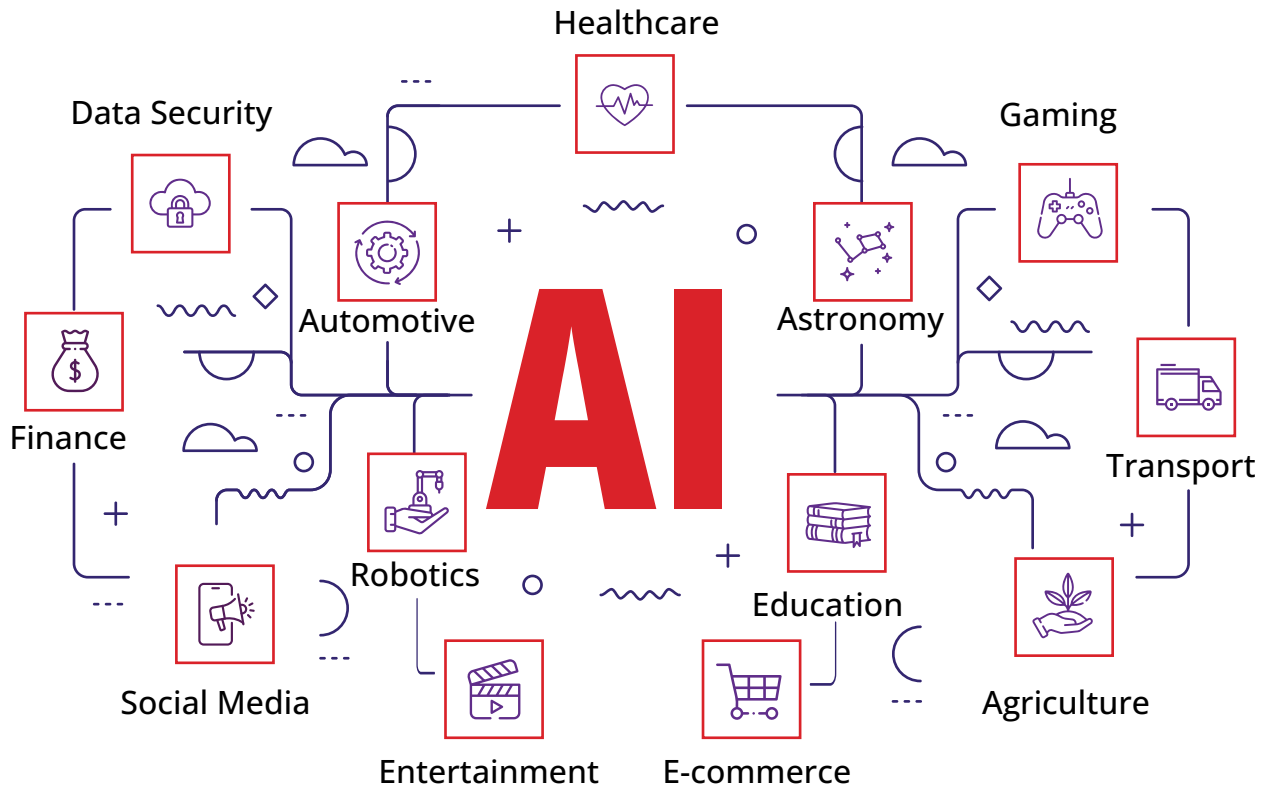 Healthcare
Data Security
Gaming
Automotive
Astronomy
AI
$
Finance
Transport
Robotics
Education
Social Media
Agriculture
Entertainment
E-commerce